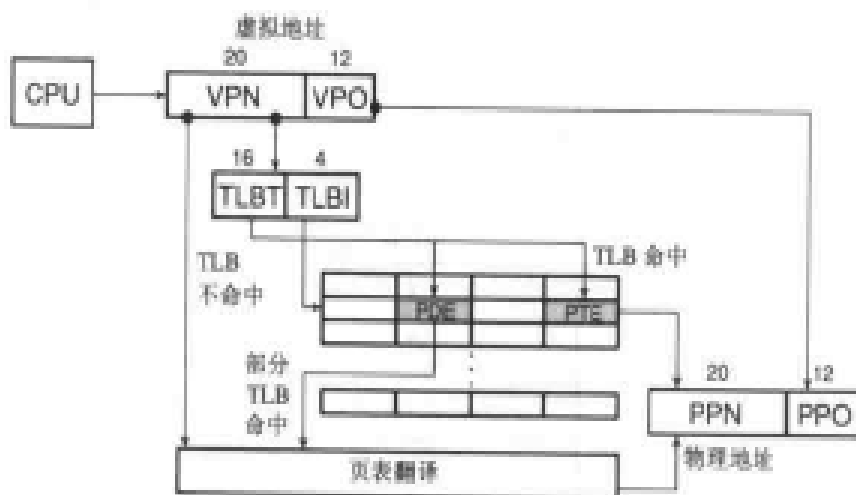 虚拟地址
20 12
CPU
VPN VPO
16 4
TLBT TLBI
TLB
不命中
TLB 命中
PDE PTE
部分
TLB
命中
20 12
PPN PPO
物理地址
页表翻译